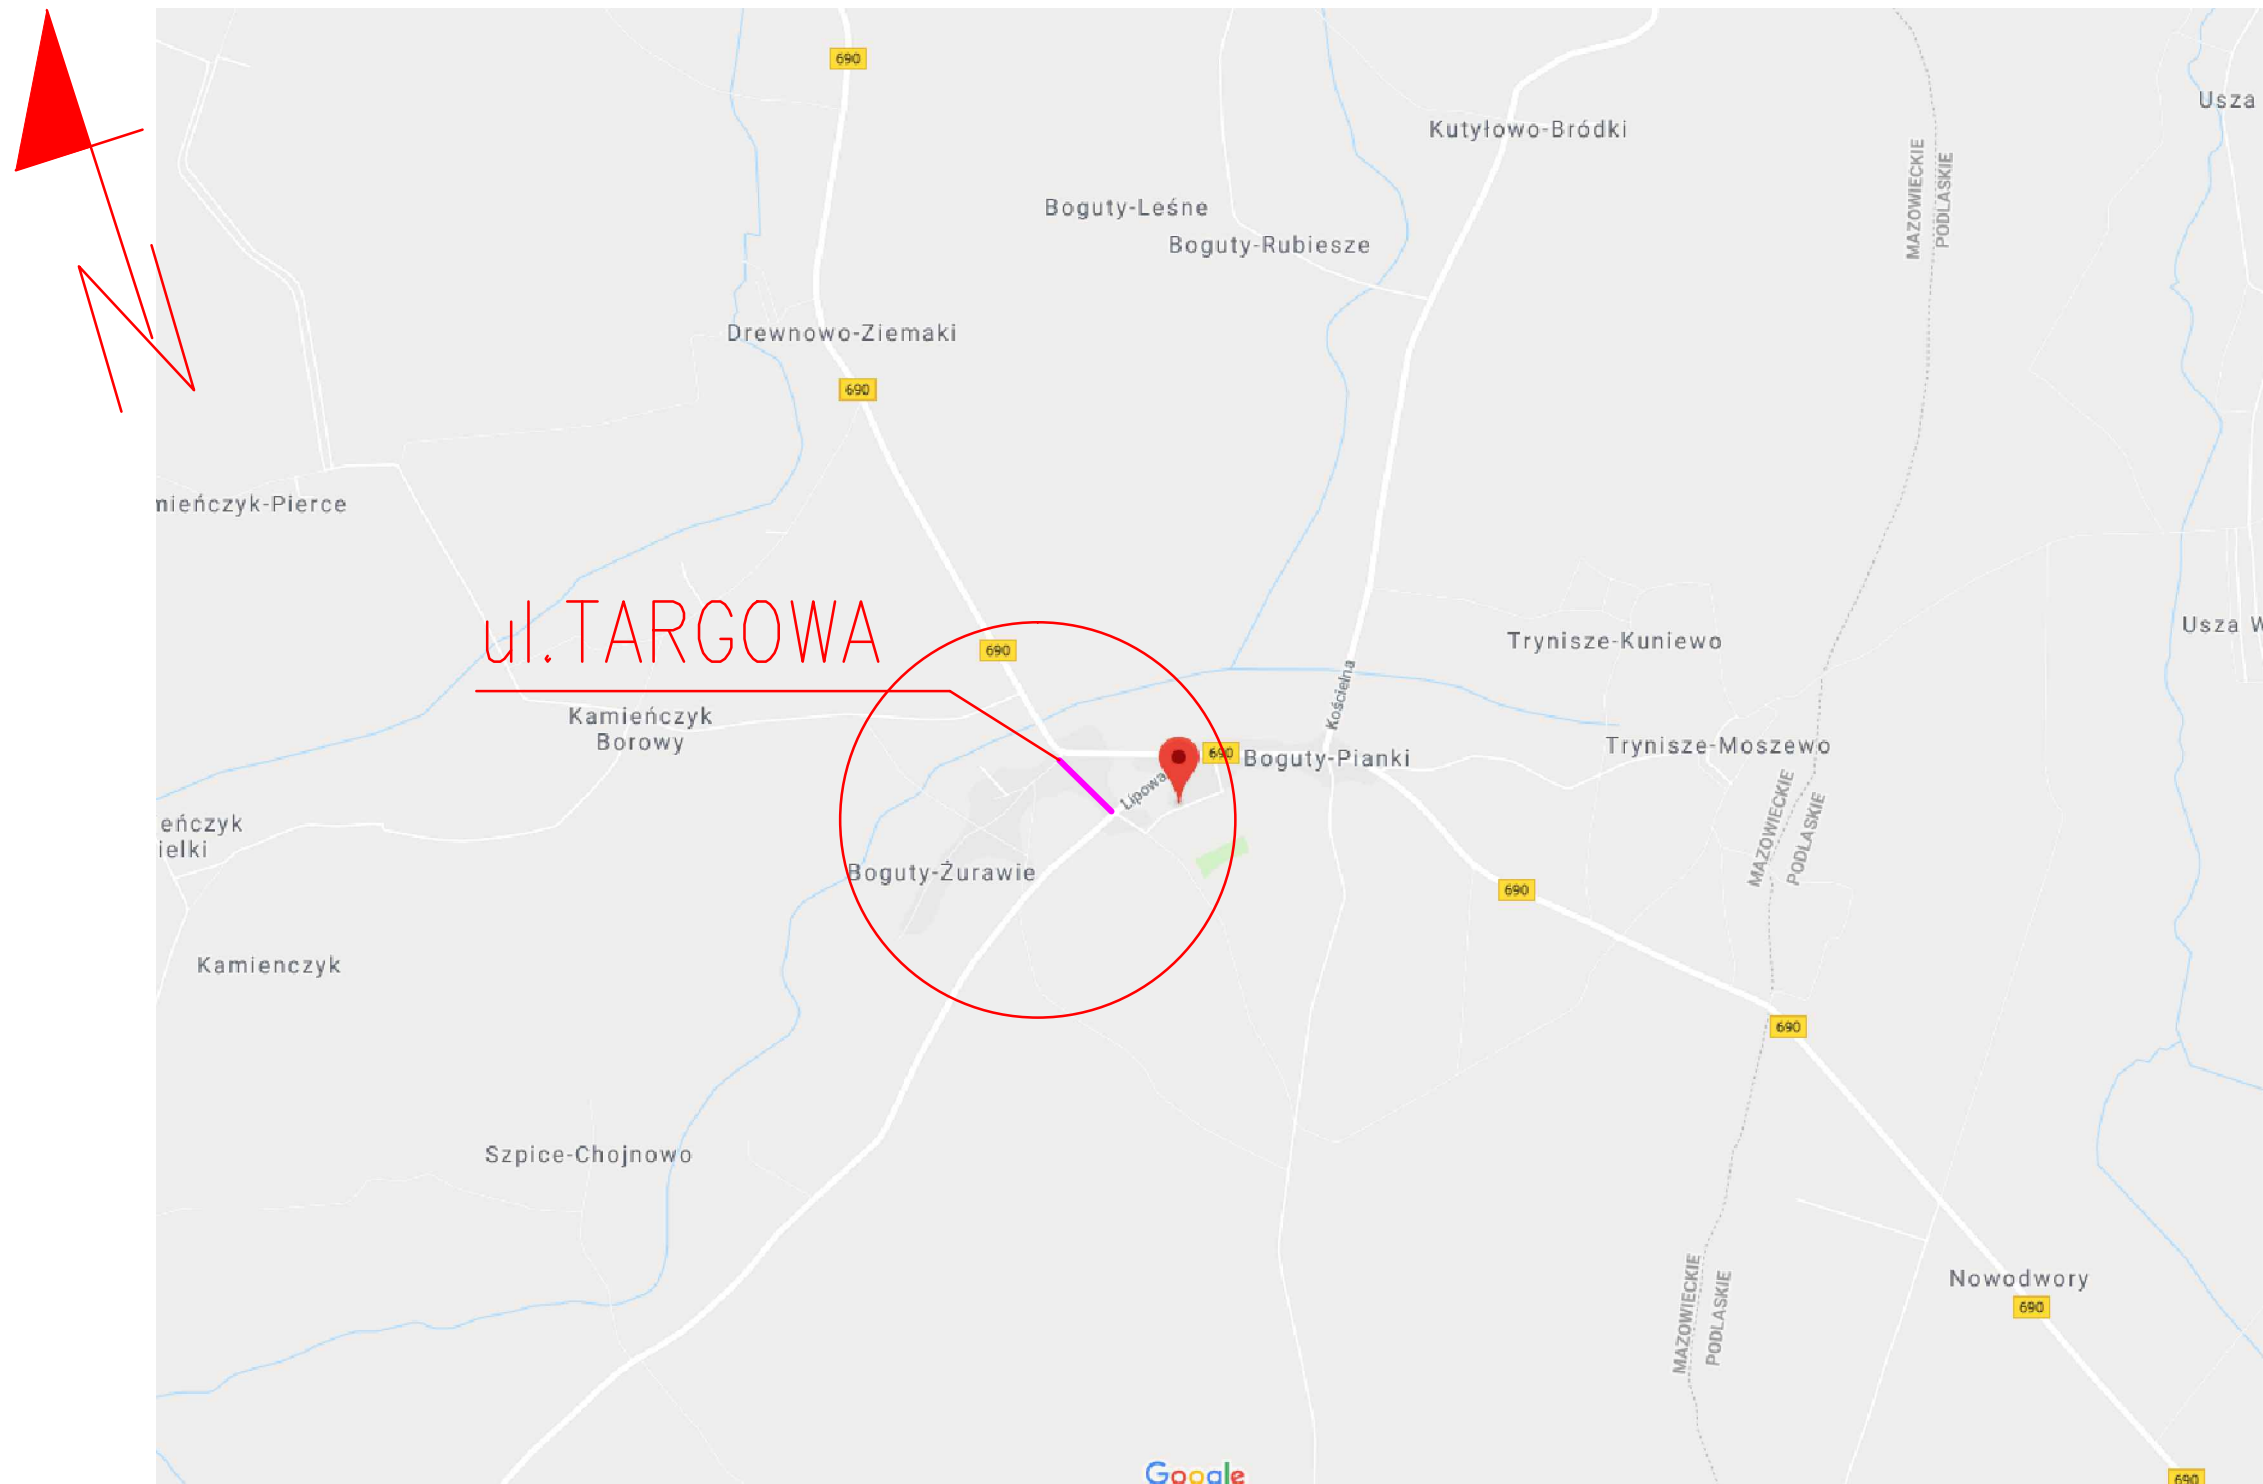 690
Usza
Kutyłowo-Bródki
MAZOWIECKIE
PODLASKIE
Boguty-Leśne
Boguty-Rubiesze
N
Drewnowo-Ziemaki
690
mieńczyk-Pierce
ul.TARGOWA
690
Trynisze-Kuniewo
Usza W
Kościelna
Kamieńczyk
Borowy
690
Boguty-Pianki
Trynisze-Moszewo
Lipowa
MAZOWIECKIE
PODLASKIE
eńczyk
ielki
Boguty-Żurawie
690
Kamienczyk
690
Szpice-Chojnowo
MAZOWIECKIE
PODLASKIE
Nowodwory
690
Google
690